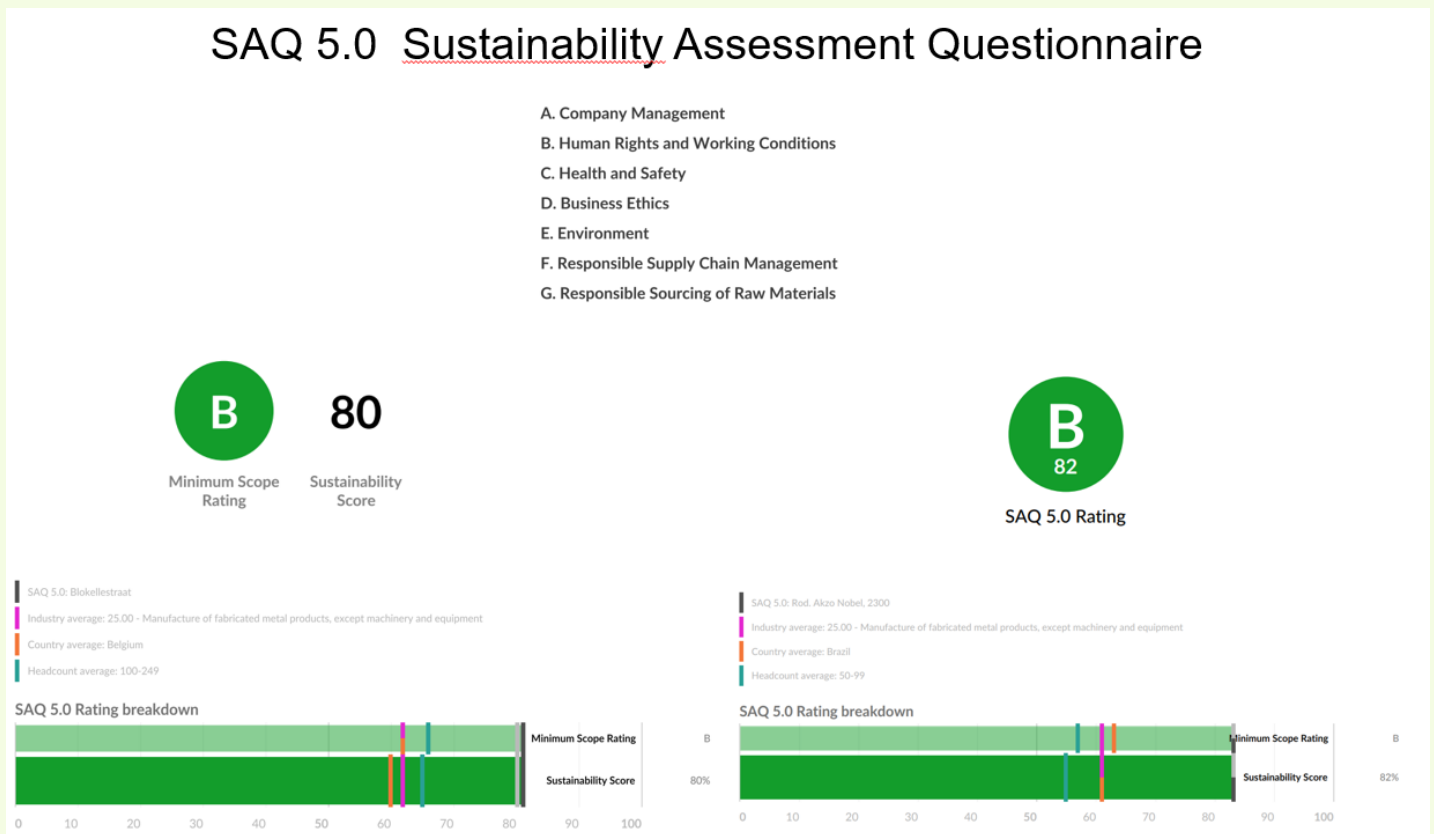 SAQ 5.0 Sustainability Assessment Questionnaire
A. Company Management
B. Human Rights and Working Conditions
C. Health and Safety
D. Business Ethics
E. Environment
F. Responsible Supply Chain Management
G. Responsible Sourcing of Raw Materials
B
80
Minimum Scope
Rating
Sustainability
Score
SAQ 5.0: Blokellestraat
Industry average: 25.00 - Manufacture of fabricated metal products, except machinery and equipment
Country average: Belgium
Headcount average: 100-249
SAQ 5.0 Rating breakdown
Minimum Scope Rating B
Sustainability Score 80%
0 10 20 30 40 50 60 70 80 90 100
B
82
SAQ 5.0 Rating
SAQ 5.0: Rod. Akzo Nobel, 2300
Industry average: 25.00 - Manufacture of fabricated metal products, except machinery and equipment
Country average: Brazil
Headcount average: 50-99
SAQ 5.0 Rating breakdown
Minimum Scope Rating B
Sustainability Score 82%
0 10 20 30 40 50 60 70 80 90 100